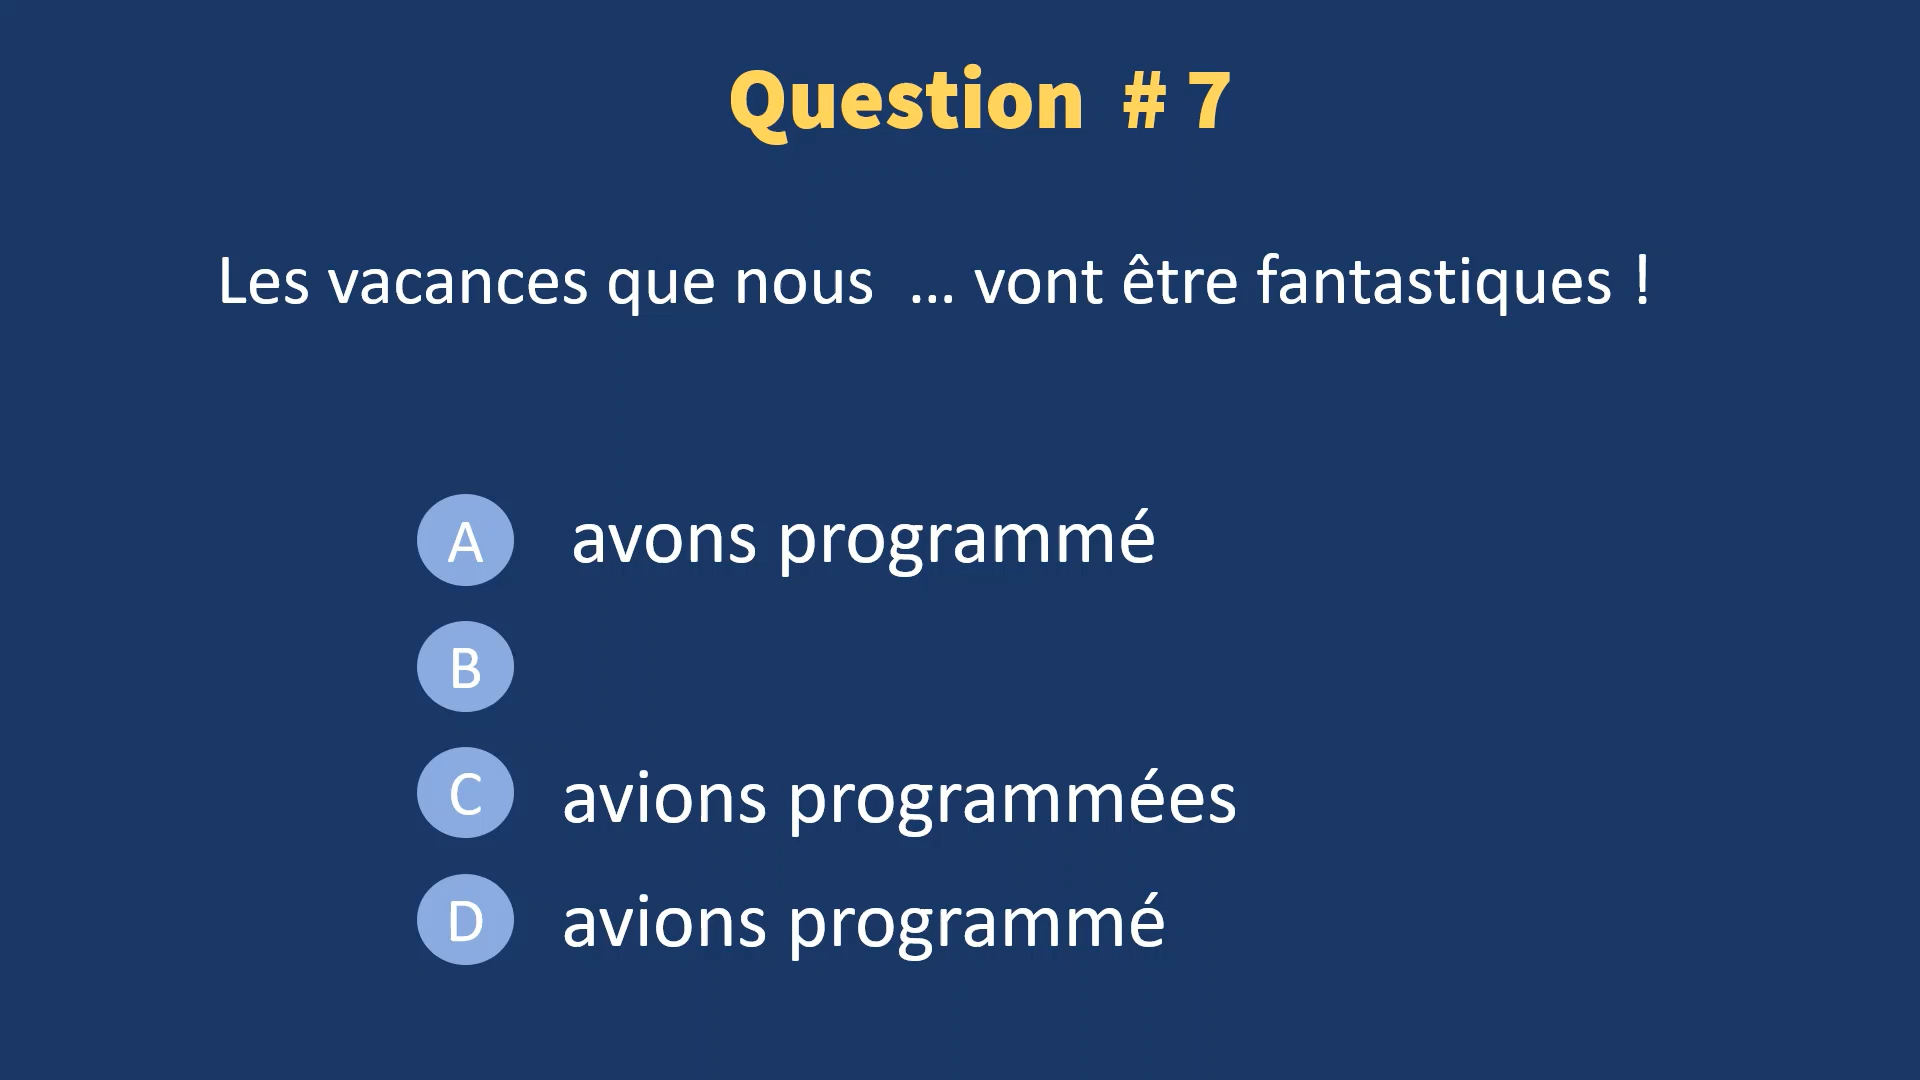 Question # 7
Les vacances que nous ... vont être fantastiques !
A avons programmé
B
C avions programmées
D avions programmé